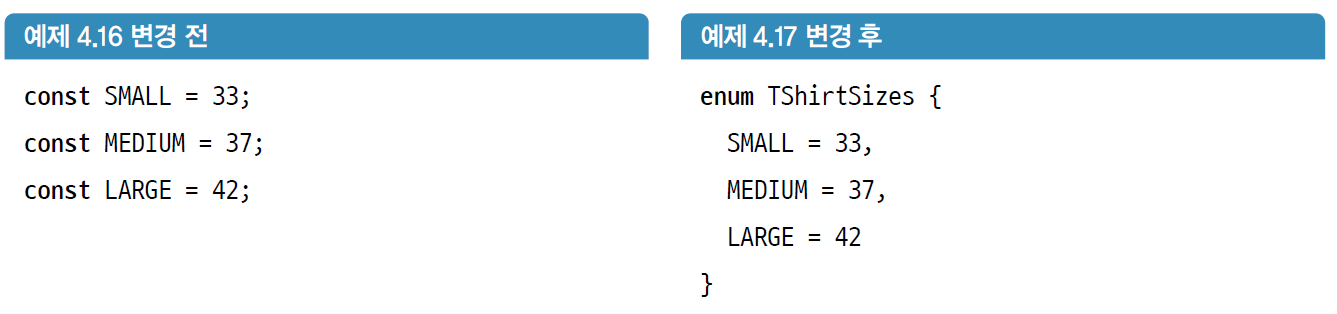 예제 4.16 변경 전
const SMALL = 33;
const MEDIUM = 37;
const LARGE = 42;
예제 4.17 변경 후
enum TShirtSizes {
  SMALL = 33,
  MEDIUM = 37,
  LARGE = 42
}